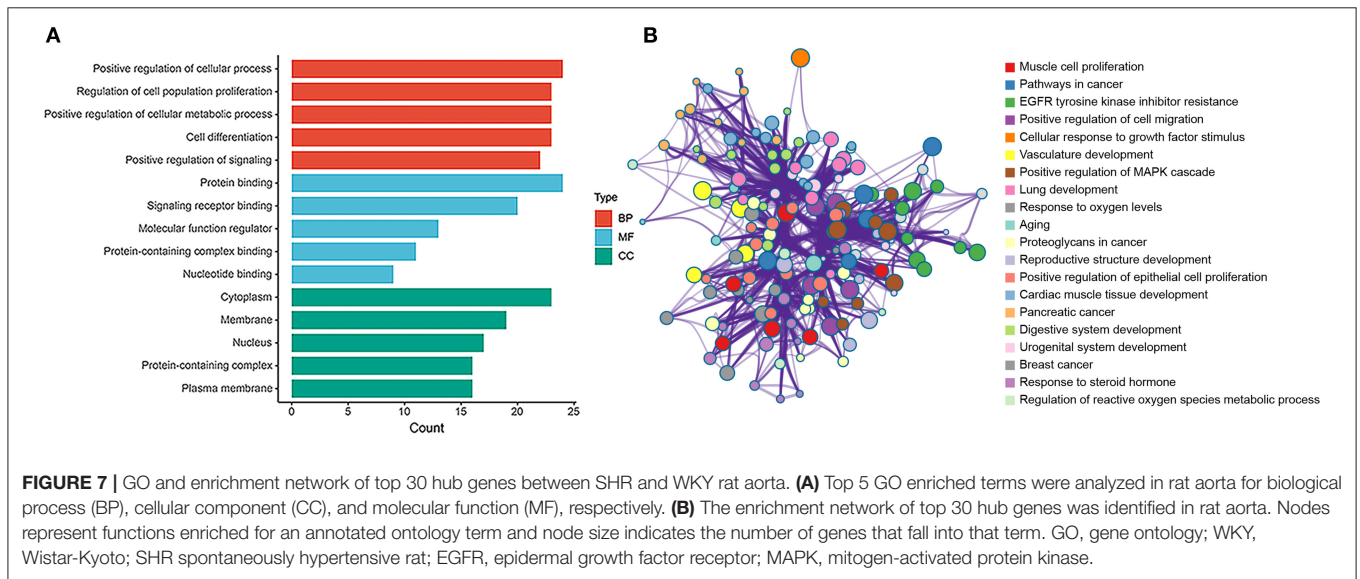 A
Positive regulation of cellular process
Regulation of cell population proliferation
Positive regulation of cellular metabolic process
Cell differentiation
Positive regulation of signaling
Protein binding
Signaling receptor binding
Molecular function regulator
Protein-containing complex binding
Nucleotide binding
Cytoplasm
Membrane
Nucleus
Protein-containing complex
Plasma membrane
0 5 10 15 20 25
Count
Type
BP
MF
CC
B
Muscle cell proliferation
Pathways in cancer
EGFR tyrosine kinase inhibitor resistance
Positive regulation of cell migration
Cellular response to growth factor stimulus
Vasculature development
Positive regulation of MAPK cascade
Lung development
Response to oxygen levels
Aging
Proteoglycans in cancer
Reproductive structure development
Positive regulation of epithelial cell proliferation
Cardiac muscle tissue development
Pancreatic cancer
Digestive system development
Urogenital system development
Breast cancer
Response to steroid hormone
Regulation of reactive oxygen species metabolic process
FIGURE 7 | GO and enrichment network of top 30 hub genes between SHR and WKY rat aorta. (A) Top 5 GO enriched terms were analyzed in rat aorta for biological
process (BP), cellular component (CC), and molecular function (MF), respectively. (B) The enrichment network of top 30 hub genes was identified in rat aorta. Nodes
represent functions enriched for an annotated ontology term and node size indicates the number of genes that fall into that term. GO, gene ontology; WKY,
Wistar-Kyoto; SHR spontaneously hypertensive rat; EGFR, epidermal growth factor receptor; MAPK, mitogen-activated protein kinase.